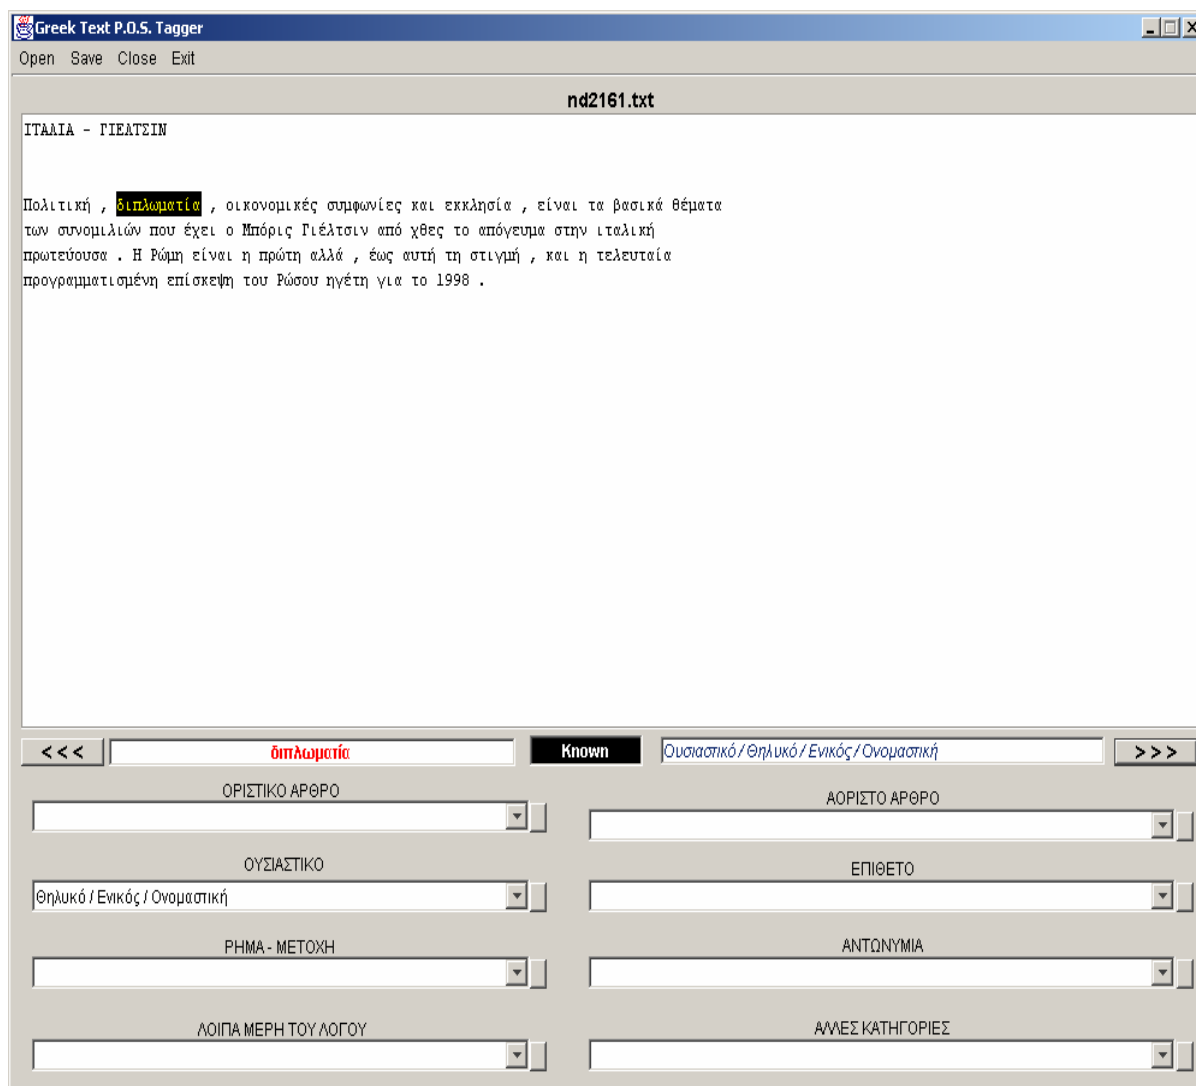 Greek Text P.O.S. Tagger
Open Save Close Exit
nd2161.txt
ΙΤΑΛΙΑ - ΓΙΕΛΤΣΙΝ
Πολιτική , διπλωματία , οικονομικές συμφωνίες και εκκλησία , είναι τα βασικά θέματα
των συνομιλιών που έχει ο Μπόρις Γιέλτσιν από χθες το απόγευμα στην ιταλική
πρωτεύουσα . Η Ρώμη είναι η πρώτη αλλά , έως αυτή τη στιγμή , και η τελευταία
προγραμματισμένη επίσκεψη του Ρώσου ηγέτη για το 1998 .
<<< διπλωματία Known Ουσιαστικό / Θηλυκό / Ενικός / Ονομαστική >>>
ΟΡΙΣΤΙΚΟ ΑΡΘΡΟ ΑΟΡΙΣΤΟ ΑΡΘΡΟ
ΟΥΣΙΑΣΤΙΚΟ ΕΠΙΘΕΤΟ
Θηλυκό / Ενικός / Ονομαστική
ΡΗΜΑ - ΜΕΤΟΧΗ ΑΝΤΩΝΥΜΙΑ
ΛΟΙΠΑ ΜΕΡΗ ΤΟΥ ΛΟΓΟΥ ΑΛΛΕΣ ΚΑΤΗΓΟΡΙΕΣ